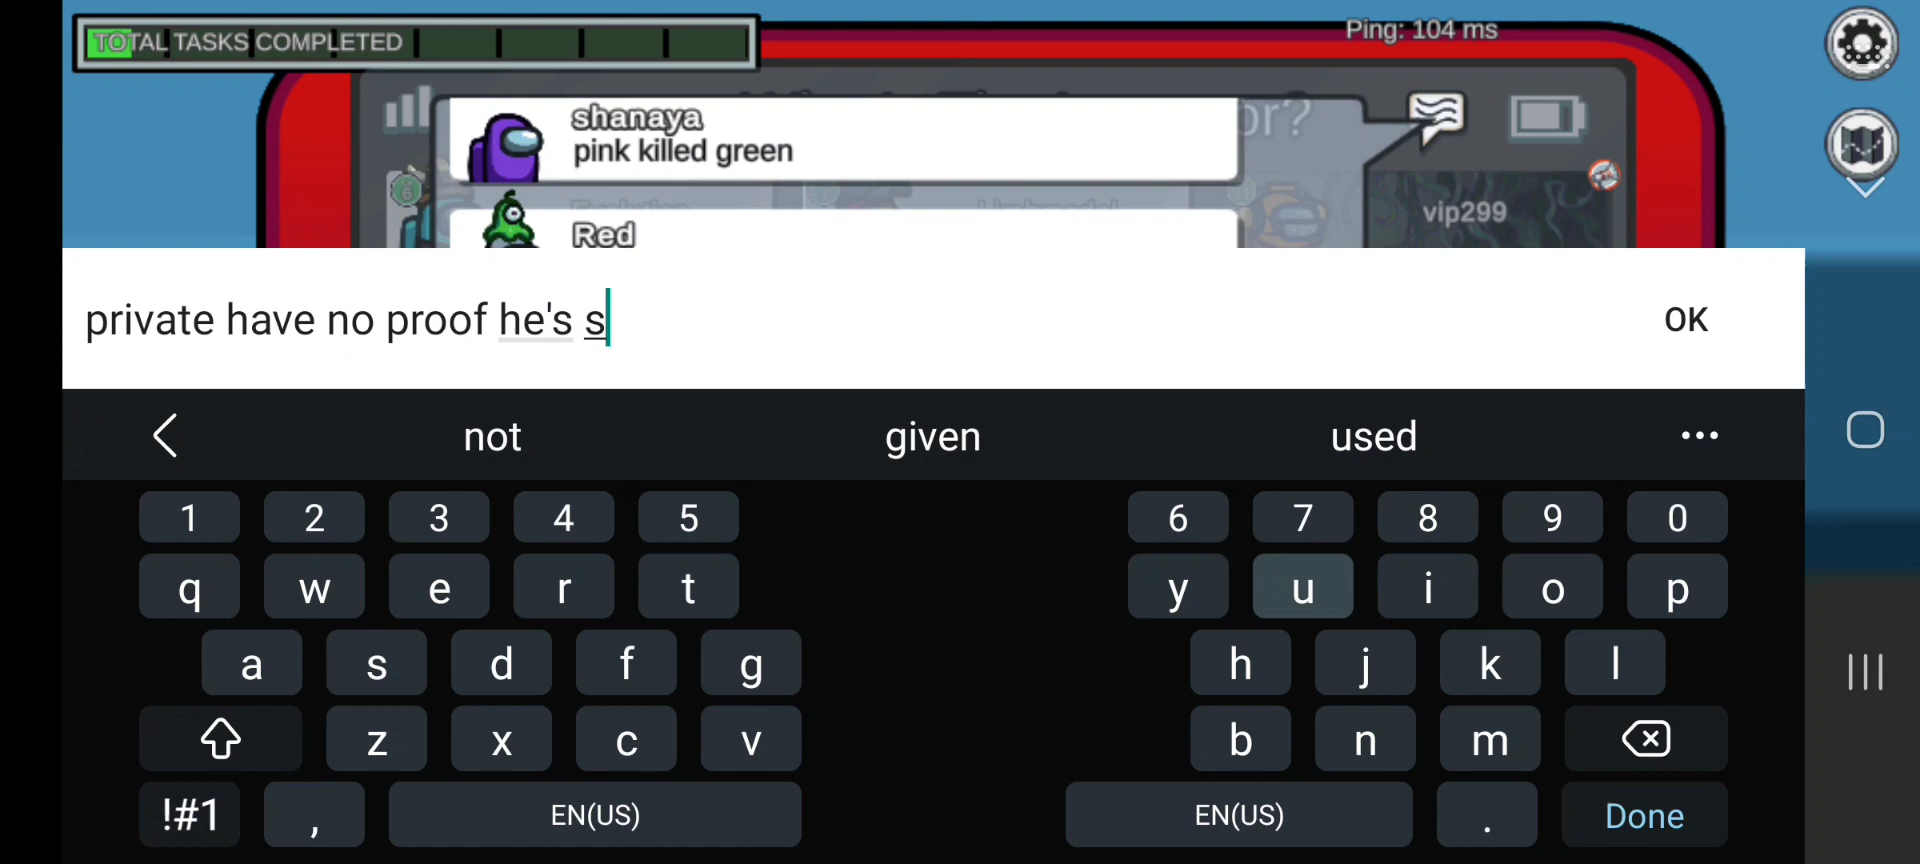 TOTAL TASKS COMPLETED
Ping: 104 ms
shanaya
pink killed green
or?
Red
vip299
private have no proof he's s
OK
not given used
1 2 3 4 5 6 7 8 9 0
q w e r t y u i o p
a s d f g h j k l
z x c v b n m
!#1 , EN(US) EN(US) . Done